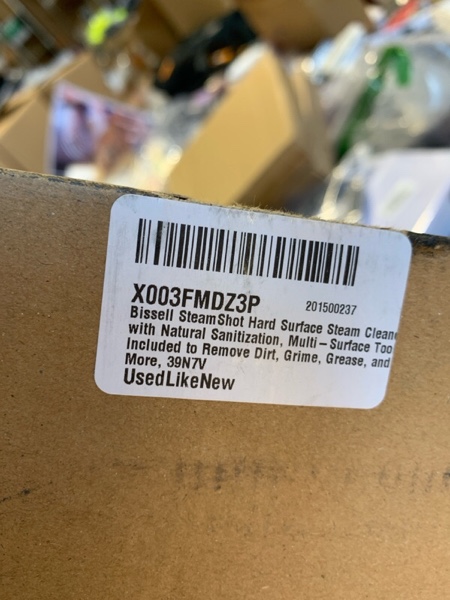 X003FMDZ3P 201500237
Bissell SteamShot Hard Surface Steam Cleane
with Natural Sanitization, Multi-Surface Too
Included to Remove Dirt, Grime, Grease, and
More, 39N7V
UsedLikeNew